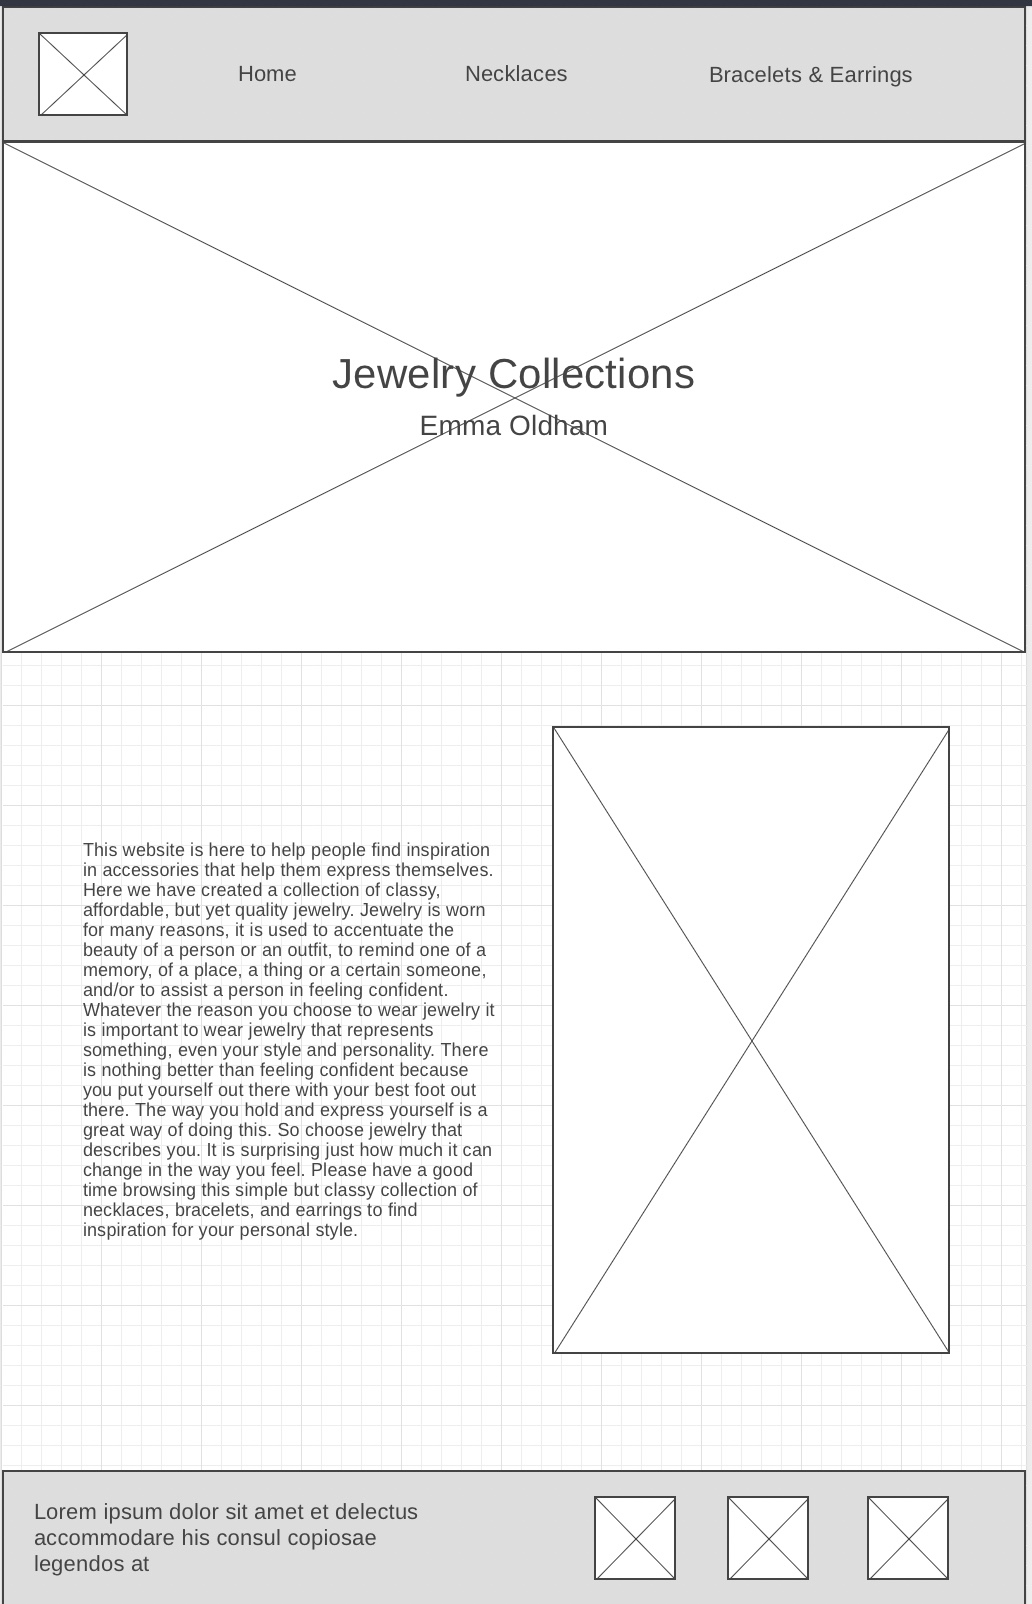 Home
Necklaces
Bracelets & Earrings
Jewelry Collections
Emma Oldham
This website is here to help people find inspiration
in accessories that help them express themselves.
Here we have created a collection of classy,
affordable, but yet quality jewelry. Jewelry is worn
for many reasons, it is used to accentuate the
beauty of a person or an outfit, to remind one of a
memory, of a place, a thing or a certain someone,
and/or to assist a person in feeling confident.
Whatever the reason you choose to wear jewelry it
is important to wear jewelry that represents
something, even your style and personality. There
is nothing better than feeling confident because
you put yourself out there with your best foot out
there. The way you hold and express yourself is a
great way of doing this. So choose jewelry that
describes you. It is surprising just how much it can
change in the way you feel. Please have a good
time browsing this simple but classy collection of
necklaces, bracelets, and earrings to find
inspiration for your personal style.
Lorem ipsum dolor sit amet et delectus
accommodare his consul copiosae
legendos at